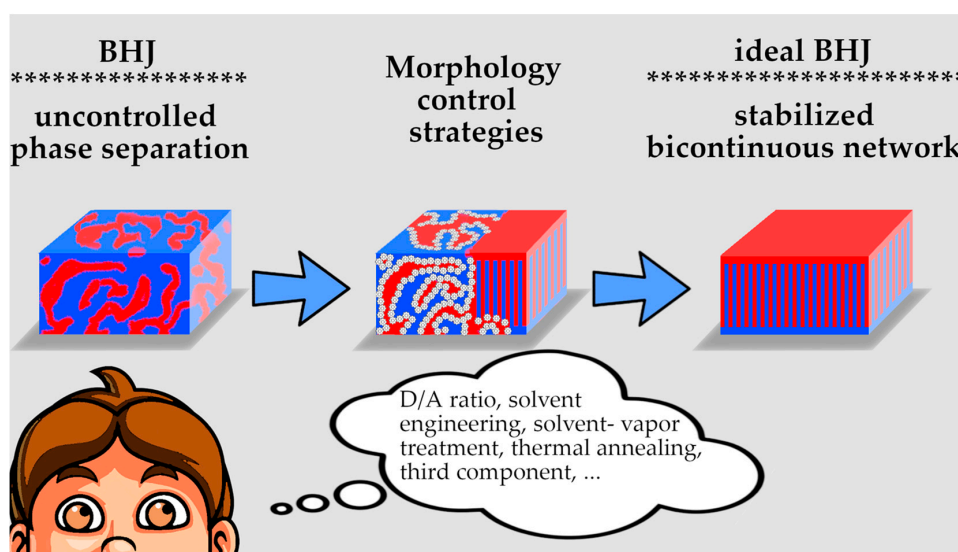 BHJ
*****************
uncontrolled
phase separation
Morphology
control
strategies
ideal BHJ
***********************
stabilized
bicontinuous network
D/A ratio, solvent
engineering, solvent- vapor
treatment, thermal annealing,
third component, ...